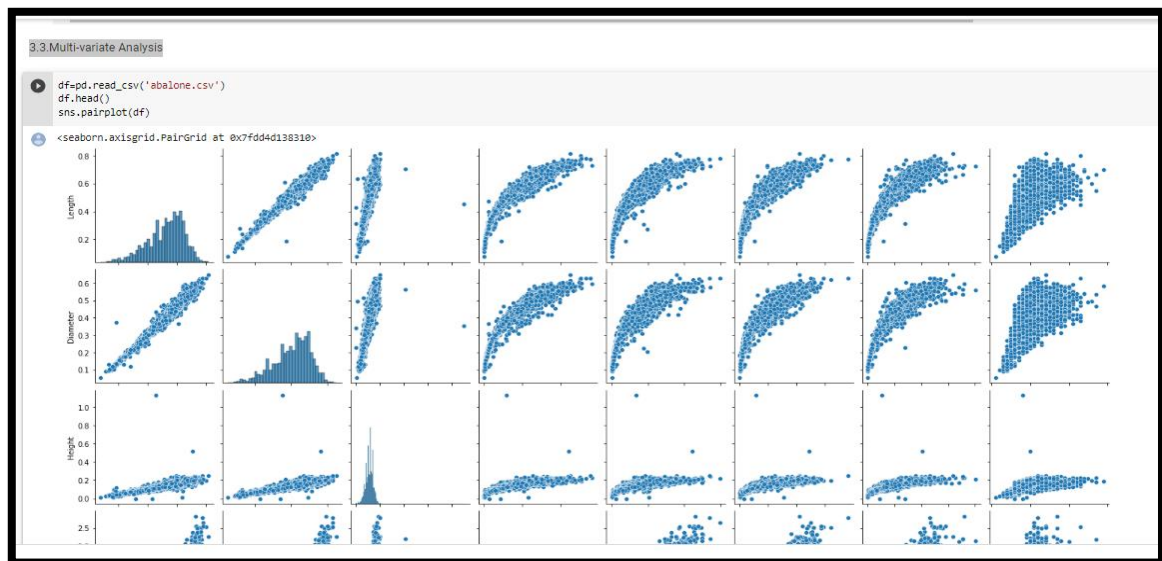 3.3.Multi-variate Analysis
df=pd.read_csv('abalone.csv')
df.head()
sns.pairplot(df)
<seaborn.axisgrid.PairGrid at 0x7fdd4d138310>
0.8
0.6
0.4
0.2
Length
0.6
0.5
0.4
0.3
0.2
0.1
Diameter
1.0
0.8
0.6
0.4
0.2
0.0
Height
2.5